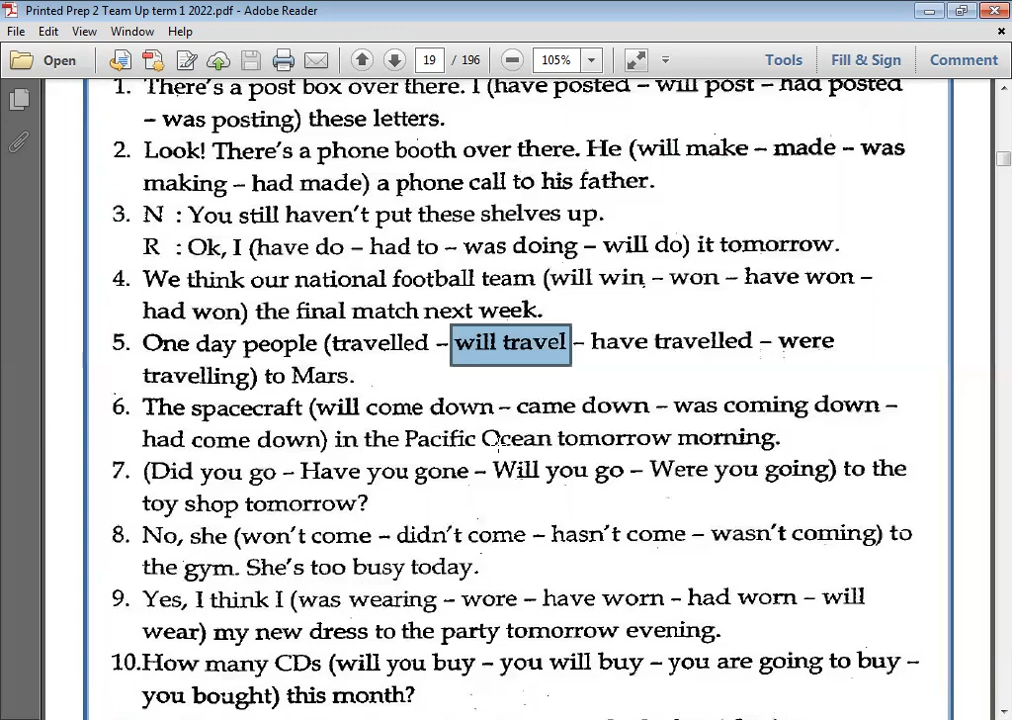 Printed Prep 2 Team Up term 1 2022.pdf - Adobe Reader
File Edit View Window Help
Open 19 / 196 105% Tools Fill & Sign Comment
1. There's a post box over there. I (have posted – will post – had posted
– was posting) these letters.
2. Look! There's a phone booth over there. He (will make – made – was
making – had made) a phone call to his father.
3. N : You still haven't put these shelves up.
R : Ok, I (have do – had to – was doing – will do) it tomorrow.
4. We think our national football team (will win – won – have won –
had won) the final match next week.
5. One day people (travelled – will travel – have travelled – were
travelling) to Mars.
6. The spacecraft (will come down – came down – was coming down –
had come down) in the Pacific Ocean tomorrow morning.
7. (Did you go – Have you gone – Will you go – Were you going) to the
toy shop tomorrow?
8. No, she (won't come – didn't come – hasn't come – wasn't coming) to
the gym. She's too busy today.
9. Yes, I think I (was wearing – wore – have worn – had worn – will
wear) my new dress to the party tomorrow evening.
10.How many CDs (will you buy – you will buy – you are going to buy –
you bought) this month?